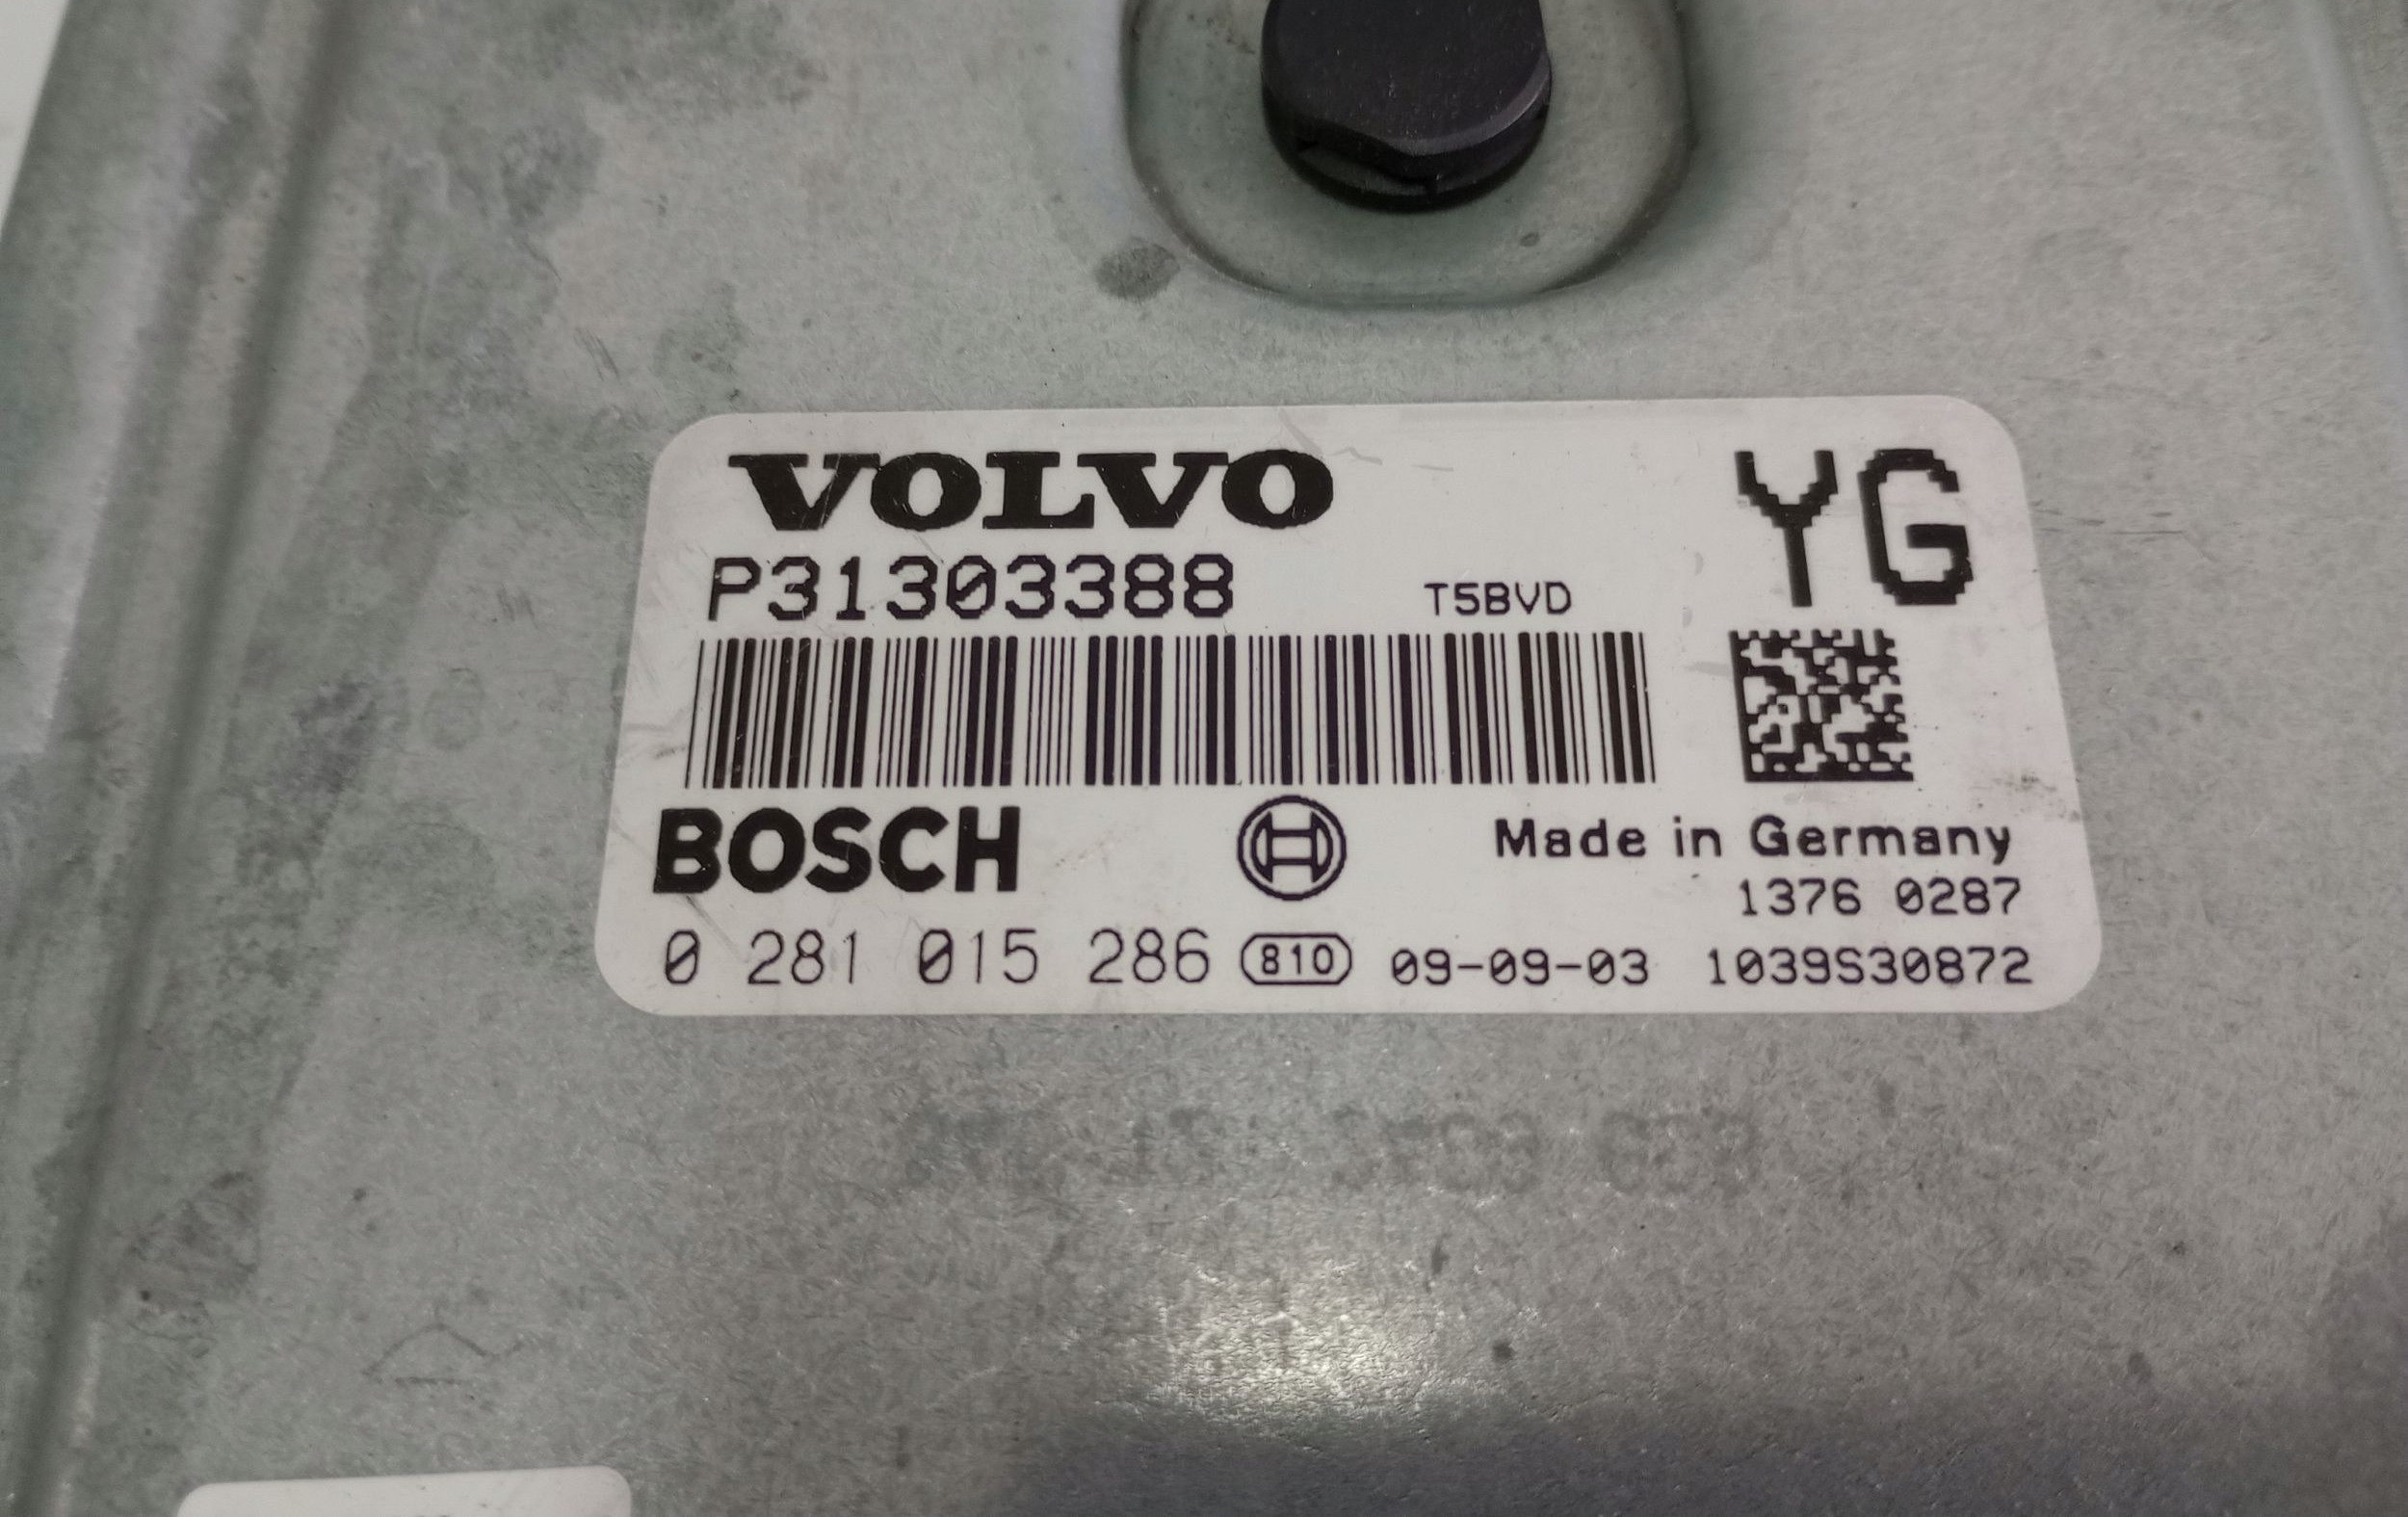 VOLVO
YG
P31303388
T5BVD
BOSCH
Made in Germany
1376 0287
0 281 015 286 810 09-09-03 1039S30872